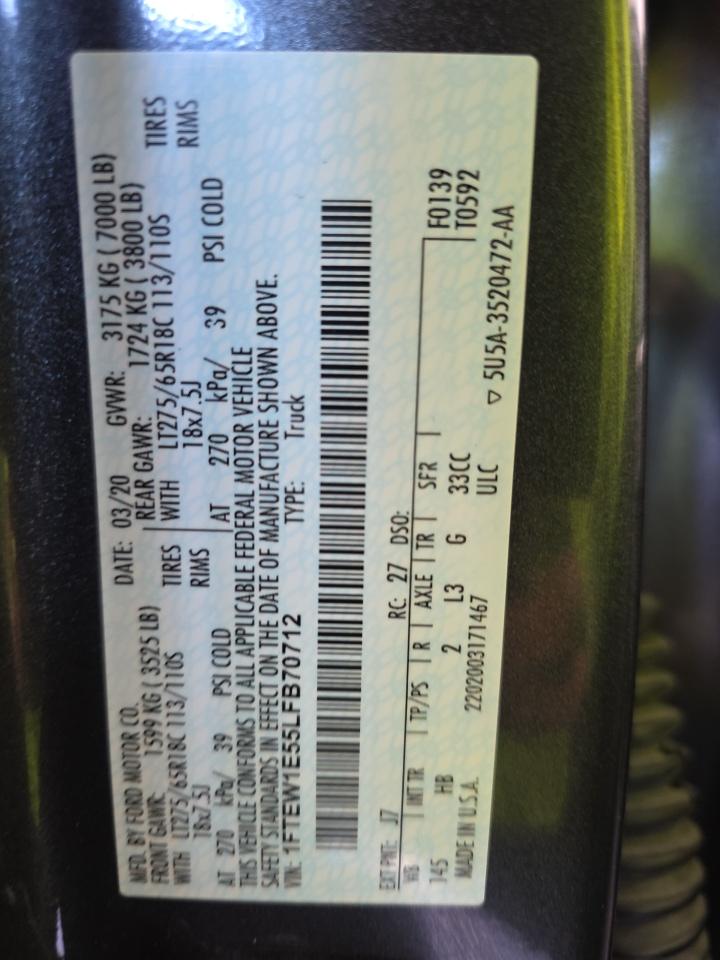 MFD. BY FORD MOTOR CO. DATE: 03/20 GVWR: 3175 KG ( 7000 LB)
FRONT GAWR: 1599 KG ( 3525 LB) REAR GAWR: 1724 KG ( 3800 LB)
WITH LT275/65R18C 113/110S TIRES WITH LT275/65R18C 113/110S TIRES
18x7.5J RIMS 18x7.5J RIMS
AT 270 kPa/ 39 PSI COLD AT 270 kPa/ 39 PSI COLD
THIS VEHICLE CONFORMS TO ALL APPLICABLE FEDERAL MOTOR VEHICLE
SAFETY STANDARDS IN EFFECT ON THE DATE OF MANUFACTURE SHOWN ABOVE.
VIN: 1FTEW1E55LFB70712 TYPE: Truck
EXT PNT: J7 RC: 27 DSO: F0139
WB INT TR TP/PS R AXLE TR SFR T0592
145 HB 2 L3 G 33CC
MADE IN U.S.A. 2202003171467 ULC ▽ 5U5A-3520472-AA